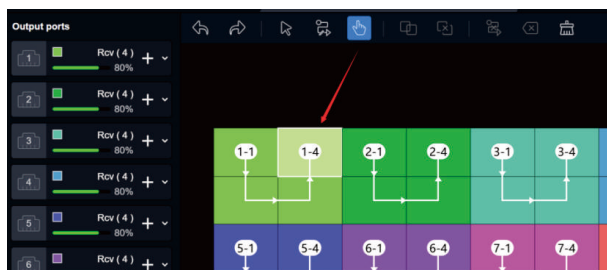 Output ports
1 Rcv ( 4 )
80%
2 Rcv ( 4 )
80%
3 Rcv ( 4 )
80%
4 Rcv ( 4 )
80%
5 Rcv ( 4 )
80%
6 Rcv ( 4 )
1-1 1-4 2-1 2-4 3-1 3-4
5-1 5-4 6-1 6-4 7-1 7-4